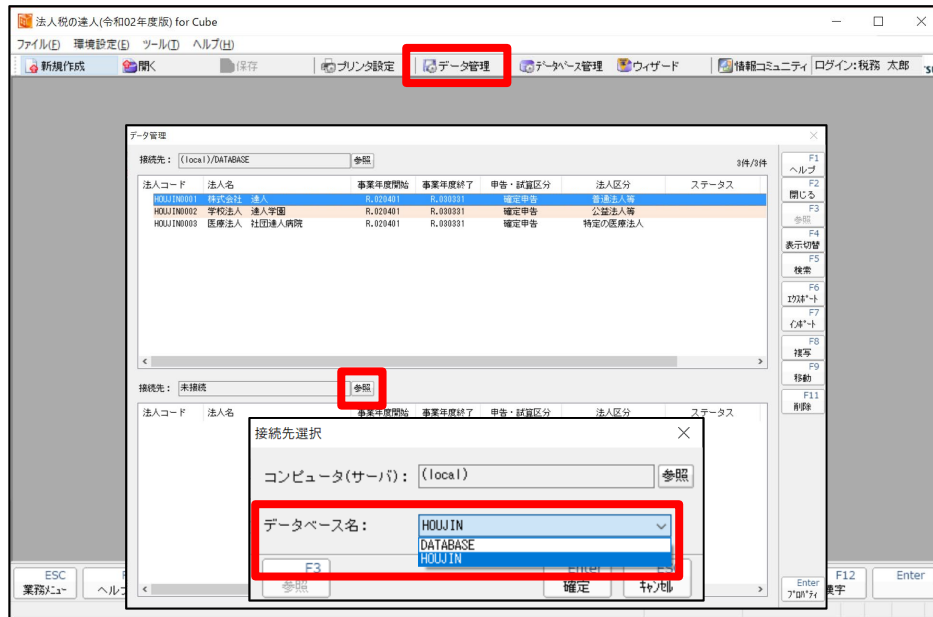 法人税の達人(令和02年度版) for Cube
ファイル(F) 環境設定(E) ツール(T) ヘルプ(H)
新規作成 開く 保存 プリンタ設定 データ管理 データベース管理 ウィザード 情報コミュニティ ログイン:税務 太郎
データ管理
接続先: (local)/DATABASE 参照 3件/3件
法人コード 法人名 事業年度開始 事業年度終了 申告・試算区分 法人区分 ステータス
HOUJIN0001 株式会社 達人 R.020401 R.030331 確定申告 普通法人等
HOUJIN0002 学校法人 達人学園 R.020401 R.030331 確定申告 公益法人等
HOUJIN0003 医療法人 社団達人病院 R.020401 R.030331 確定申告 特定の医療法人
F1
ヘルプ
F2
閉じる
F3
参照
F4
表示切替
F5
検索
F6
エクスポート
F7
インポート
F8
複写
F9
移動
F11
削除
接続先: 未接続 参照
法人コード 法人名 事業年度開始 事業年度終了 申告・試算区分 法人区分 ステータス
接続先選択
コンピュータ(サーバ): (local) 参照
データベース名: HOUJIN
DATABASE
HOUJIN
F3
参照
Enter
確定
ESC
キャンセル
Enter
プロパティ
ESC
業務メニュー
F12
Enter